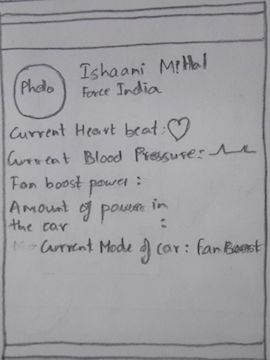 Photo
Ishaani Mittal
Force India
Current Heart beat:
Current Blood Pressure:
Fan boost power :
Amount of power in
the car :
Current Mode of car : Fan Boost